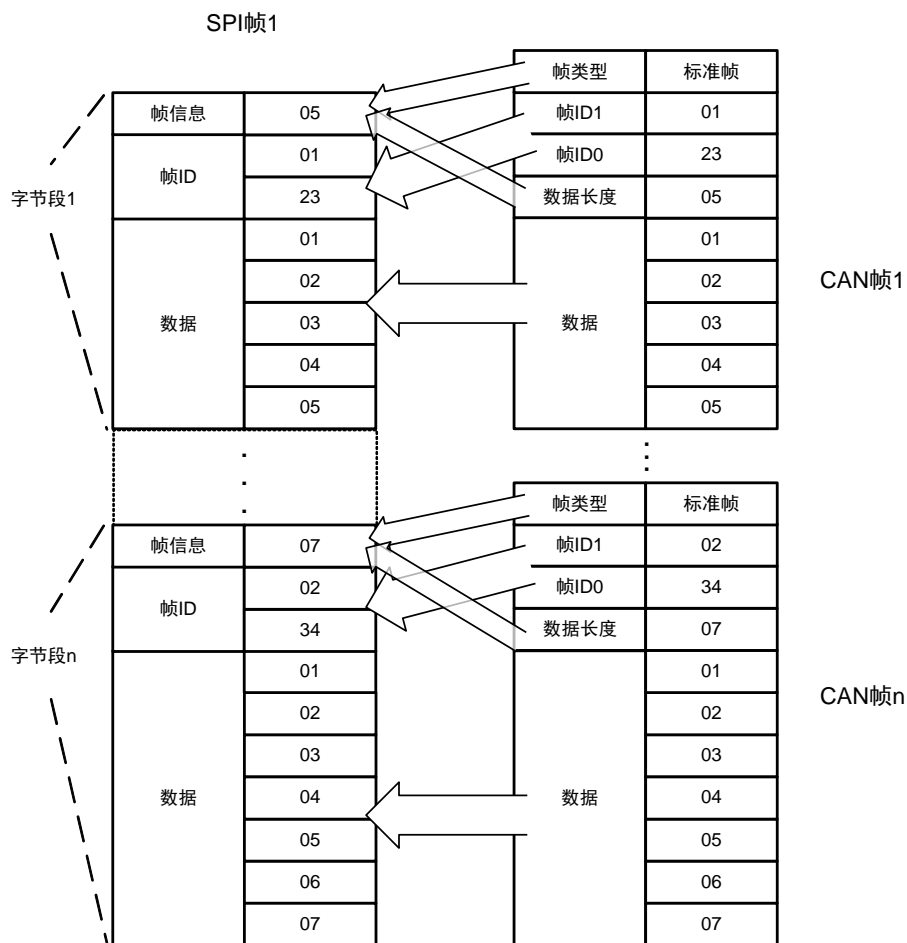 SPI帧1
帧类型 标准帧
帧信息 05 帧ID1 01
帧ID 01 帧ID0 23
23 数据长度 05
字节段1
数据 01 数据 01
02 02
CAN帧1
03 03
04 04
05 05
帧类型 标准帧
帧信息 07 帧ID1 02
帧ID 02 帧ID0 34
34 数据长度 07
字节段n
数据 01 数据 01
02 02
CAN帧n
03 03
04 04
05 05
06 06
07 07